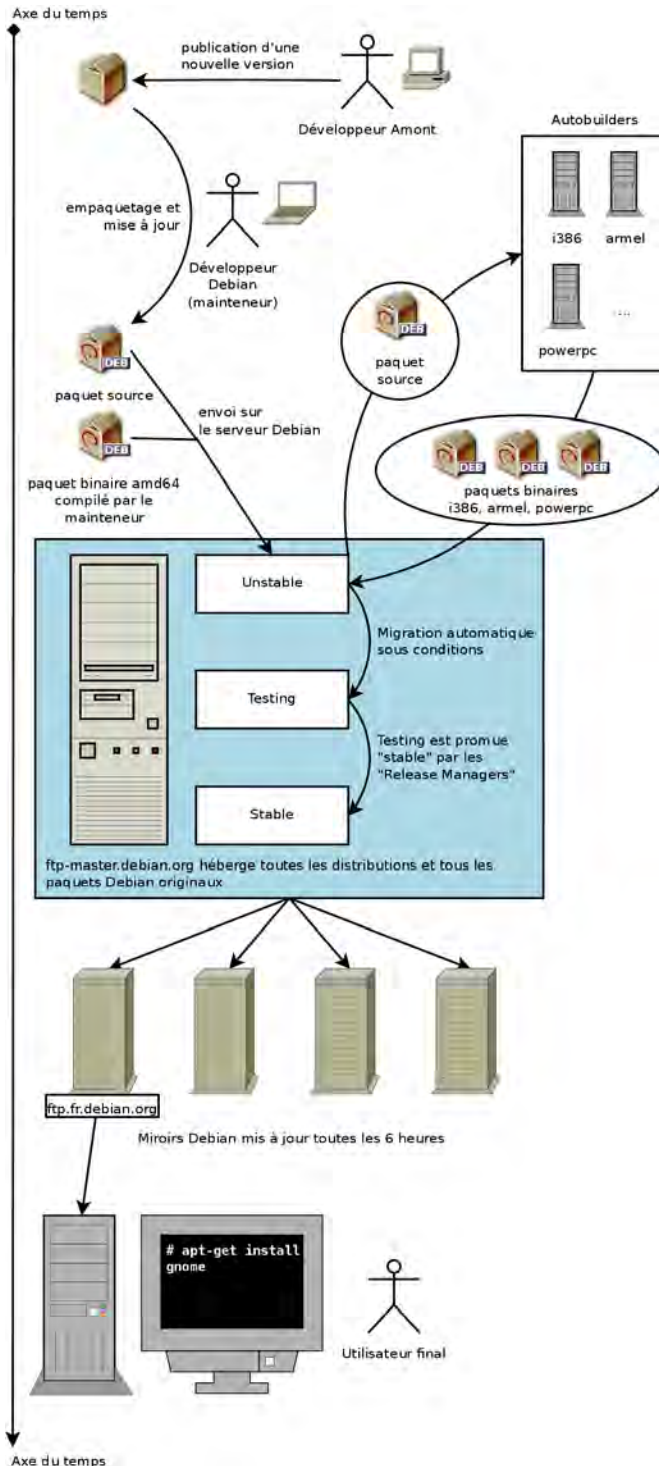 Axe du temps
publication d'une
nouvelle version
Développeur Amont
Autobuilders
i386
armel
powerpc
....
empaquetage et
mise à jour
Développeur
Debian
(mainteneur)
DEB
paquet
source
DEB
paquet source
envoi sur
le serveur Debian
DEB
paquet binaire amd64
compilé par le
mainteneur
DEB
DEB
DEB
paquets binaires
i386, armel, powerpc
Unstable
Migration automatique
sous conditions
Testing
Testing est promue
"stable" par les
"Release Managers"
Stable
ftp-master.debian.org héberge toutes les distributions et tous les
paquets Debian originaux
ftp.fr.debian.org
Miroirs Debian mis à jour toutes les 6 heures
# apt-get install
gnome
Utilisateur final
Axe du temps